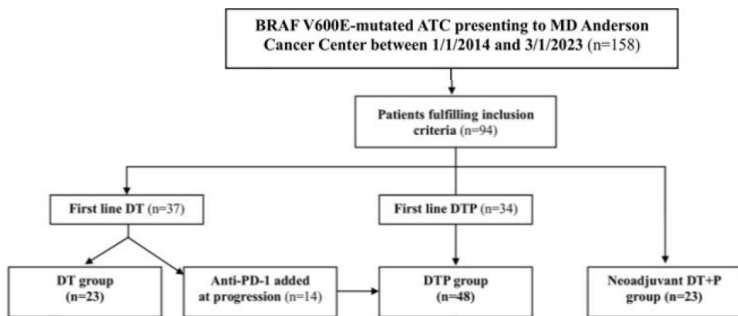 BRAF V600E-mutated ATC presenting to MD Anderson
Cancer Center between 1/1/2014 and 3/1/2023 (n=158)
Patients fulfilling inclusion
criteria (n=94)
First line DT (n=37)
First line DTP (n=34)
DT group
(n=23)
Anti-PD-1 added
at progression (n=14)
DTP group
(n=48)
Neoadjuvant DT+P
group (n=23)